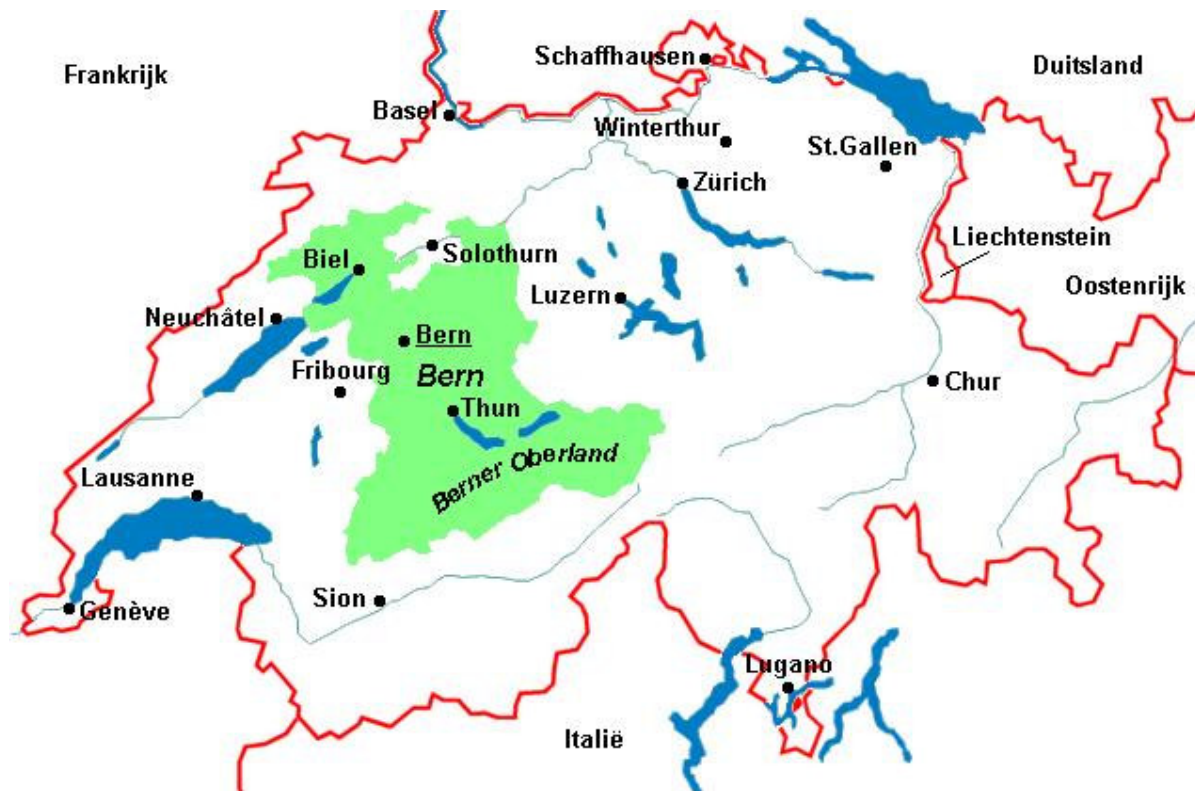 Schaffhausen
Frankrijk
Duitsland
Basel
Winterthur
St.Gallen
Zürich
Liechtenstein
Solothurn
Biel
Oostenrijk
Luzern
Neuchâtel
Bern
Fribourg
Bern
Chur
Thun
Berner Oberland
Lausanne
Sion
Genève
Lugano
Italië